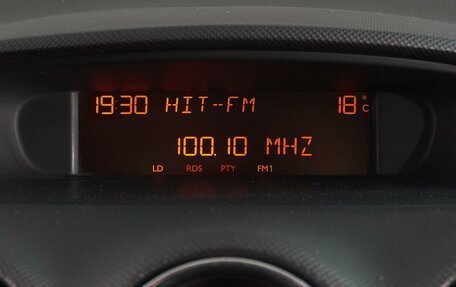 19:30 HIT--FM 18°C
100.10 MHZ
LD RDS PTY FM1